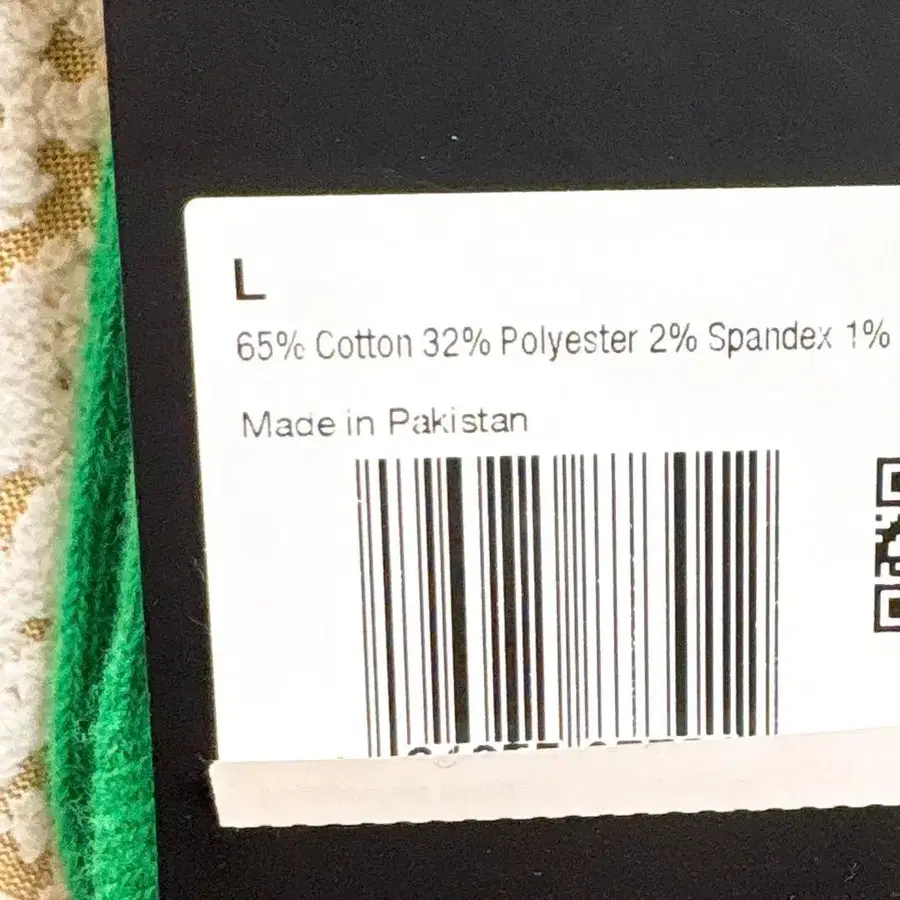 L
65% Cotton 32% Polyester 2% Spandex 1%
Made in Pakistan